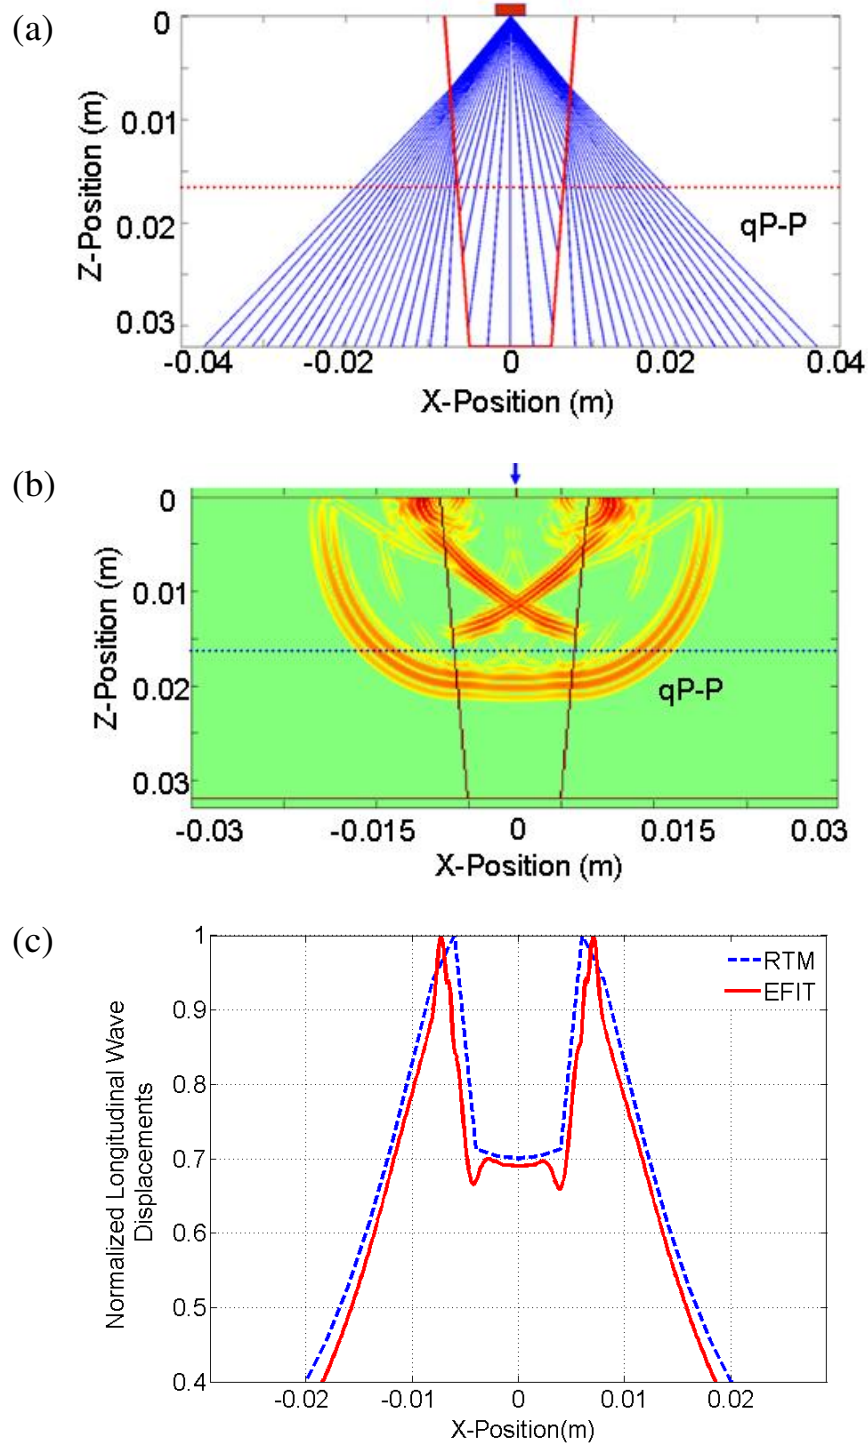 (a)
0
0.01
0.02
0.03
Z-Position (m)
qP-P
-0.04 -0.02 0 0.02 0.04
X-Position (m)
(b)
0
0.01
0.02
0.03
Z-Position (m)
qP-P
-0.03 -0.015 0 0.015 0.03
X-Position (m)
(c)
1
0.9
0.8
0.7
0.6
0.5
0.4
Normalized Longitudinal Wave
Displacements
RTM
EFIT
-0.02 -0.01 0 0.01 0.02
X-Position(m)